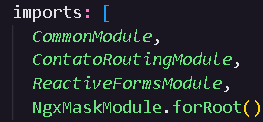 imports: [
CommonModule,
ContatoRoutingModule,
ReactiveFormsModule,
NgxMaskModule.forRoot()